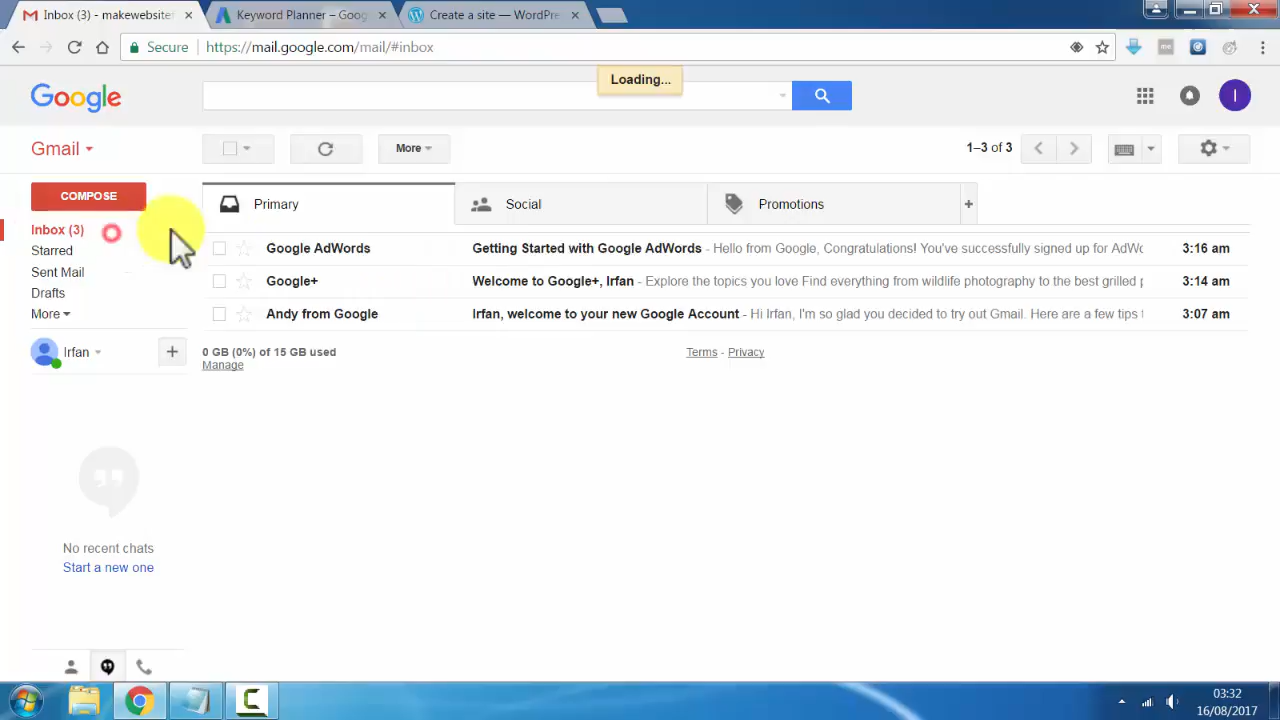 Inbox (3) - makewebsite
Keyword Planner – Goog
Create a site — WordPre
Secure
https://mail.google.com/mail/#inbox
Loading...
Google
I
Gmail
More
1–3 of 3
COMPOSE
Primary
Social
Promotions
+
Inbox (3)
Starred
Sent Mail
Drafts
More
Google AdWords
Getting Started with Google AdWords - Hello from Google, Congratulations! You've successfully signed up for AdWo
3:16 am
Google+
Welcome to Google+, Irfan - Explore the topics you love Find everything from wildlife photography to the best grilled
3:14 am
Andy from Google
Irfan, welcome to your new Google Account - Hi Irfan, I'm so glad you decided to try out Gmail. Here are a few tips
3:07 am
Irfan
+
0 GB (0%) of 15 GB used
Manage
Terms - Privacy
No recent chats
Start a new one
03:32
16/08/2017